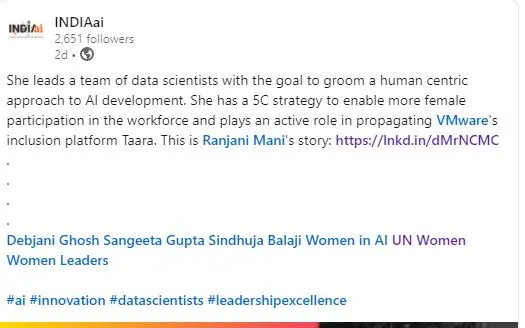 INDIAai
INDIAai
2,651 followers
2d •
She leads a team of data scientists with the goal to groom a human centric
approach to AI development. She has a 5C strategy to enable more female
participation in the workforce and plays an active role in propagating VMware's
inclusion platform Taara. This is Ranjani Mani's story: https://lnkd.in/dMrNCMC
.
.
.
.
Debjani Ghosh Sangeeta Gupta Sindhuja Balaji Women in AI UN Women
Women Leaders
#ai #innovation #datascientists #leadershipexcellence